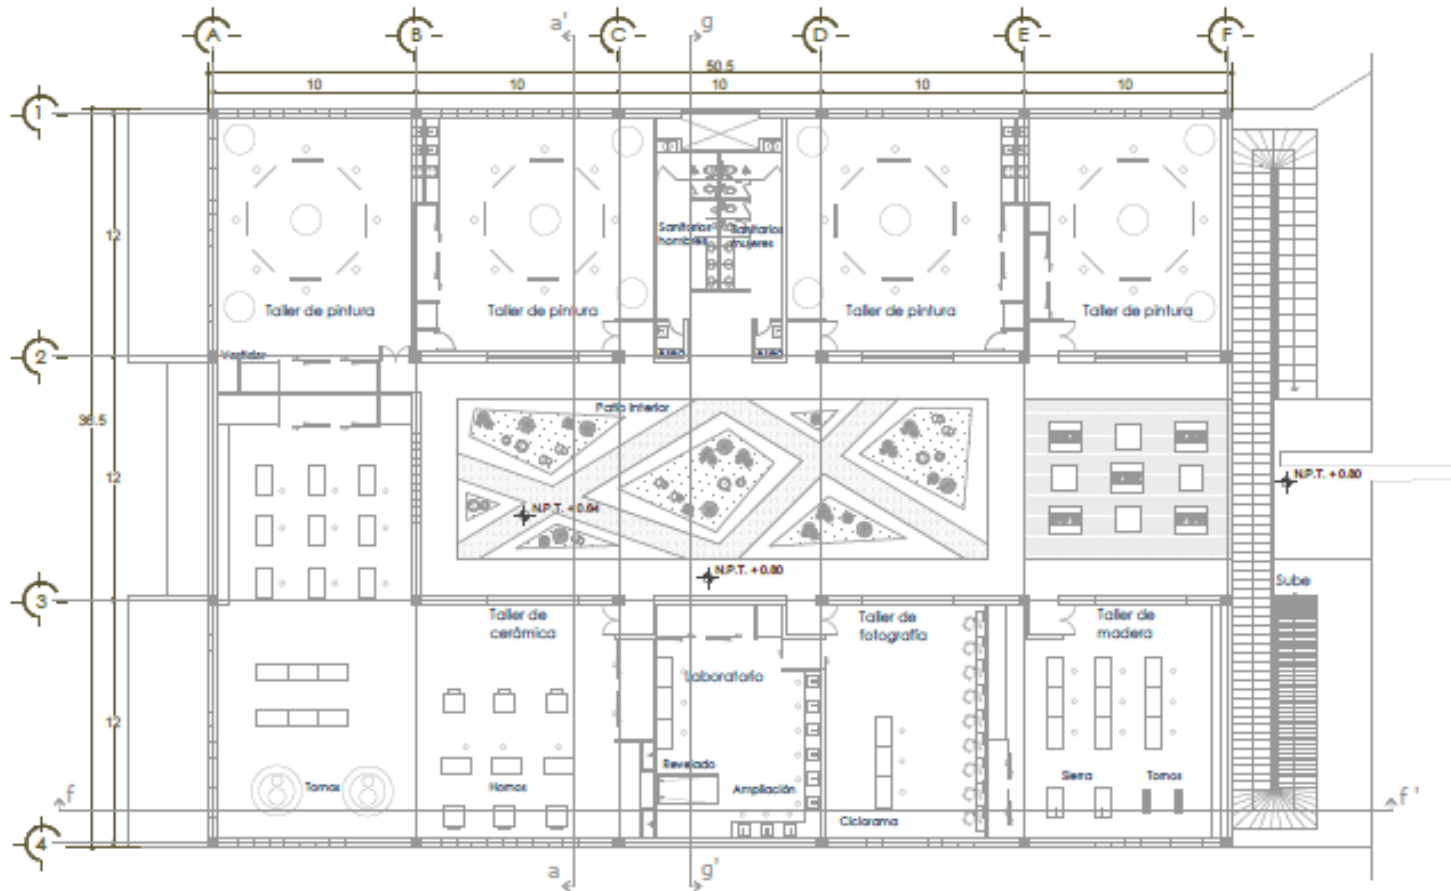 A B C D E F
a' g
50.5
10 10 10 10 10
1
12
Sanitarios hombres
Sanitarios mujeres
Taller de pintura Taller de pintura Taller de pintura Taller de pintura
2
Vestidor
Aseo Aseo
Patio interior
36.5
12
N.P.T. +0.80
N.P.T. +0.64
N.P.T. +0.80
Sube
3
Taller de cerámica
Taller de fotografía
Taller de madera
Laboratorio
12
Revelado
Sierra Tornos
Tornos Hornos Ampliación
f f'
Ciclorama
4
a g'